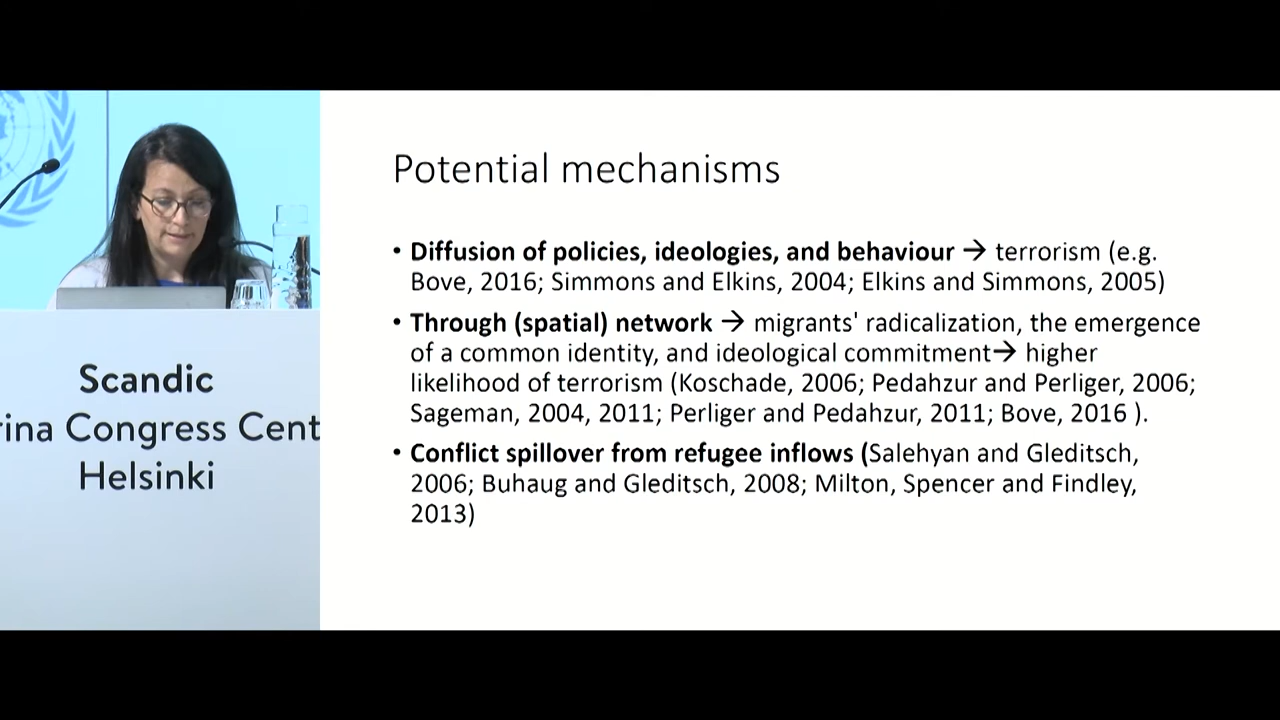 Potential mechanisms
• Diffusion of policies, ideologies, and behaviour → terrorism (e.g.
Bove, 2016; Simmons and Elkins, 2004; Elkins and Simmons, 2005)
• Through (spatial) network → migrants' radicalization, the emergence
of a common identity, and ideological commitment→ higher
likelihood of terrorism (Koschade, 2006; Pedahzur and Perliger, 2006;
Sageman, 2004, 2011; Perliger and Pedahzur, 2011; Bove, 2016 ).
• Conflict spillover from refugee inflows (Salehyan and Gleditsch,
2006; Buhaug and Gleditsch, 2008; Milton, Spencer and Findley,
2013)
Scandic
rina Congress Cent
Helsinki